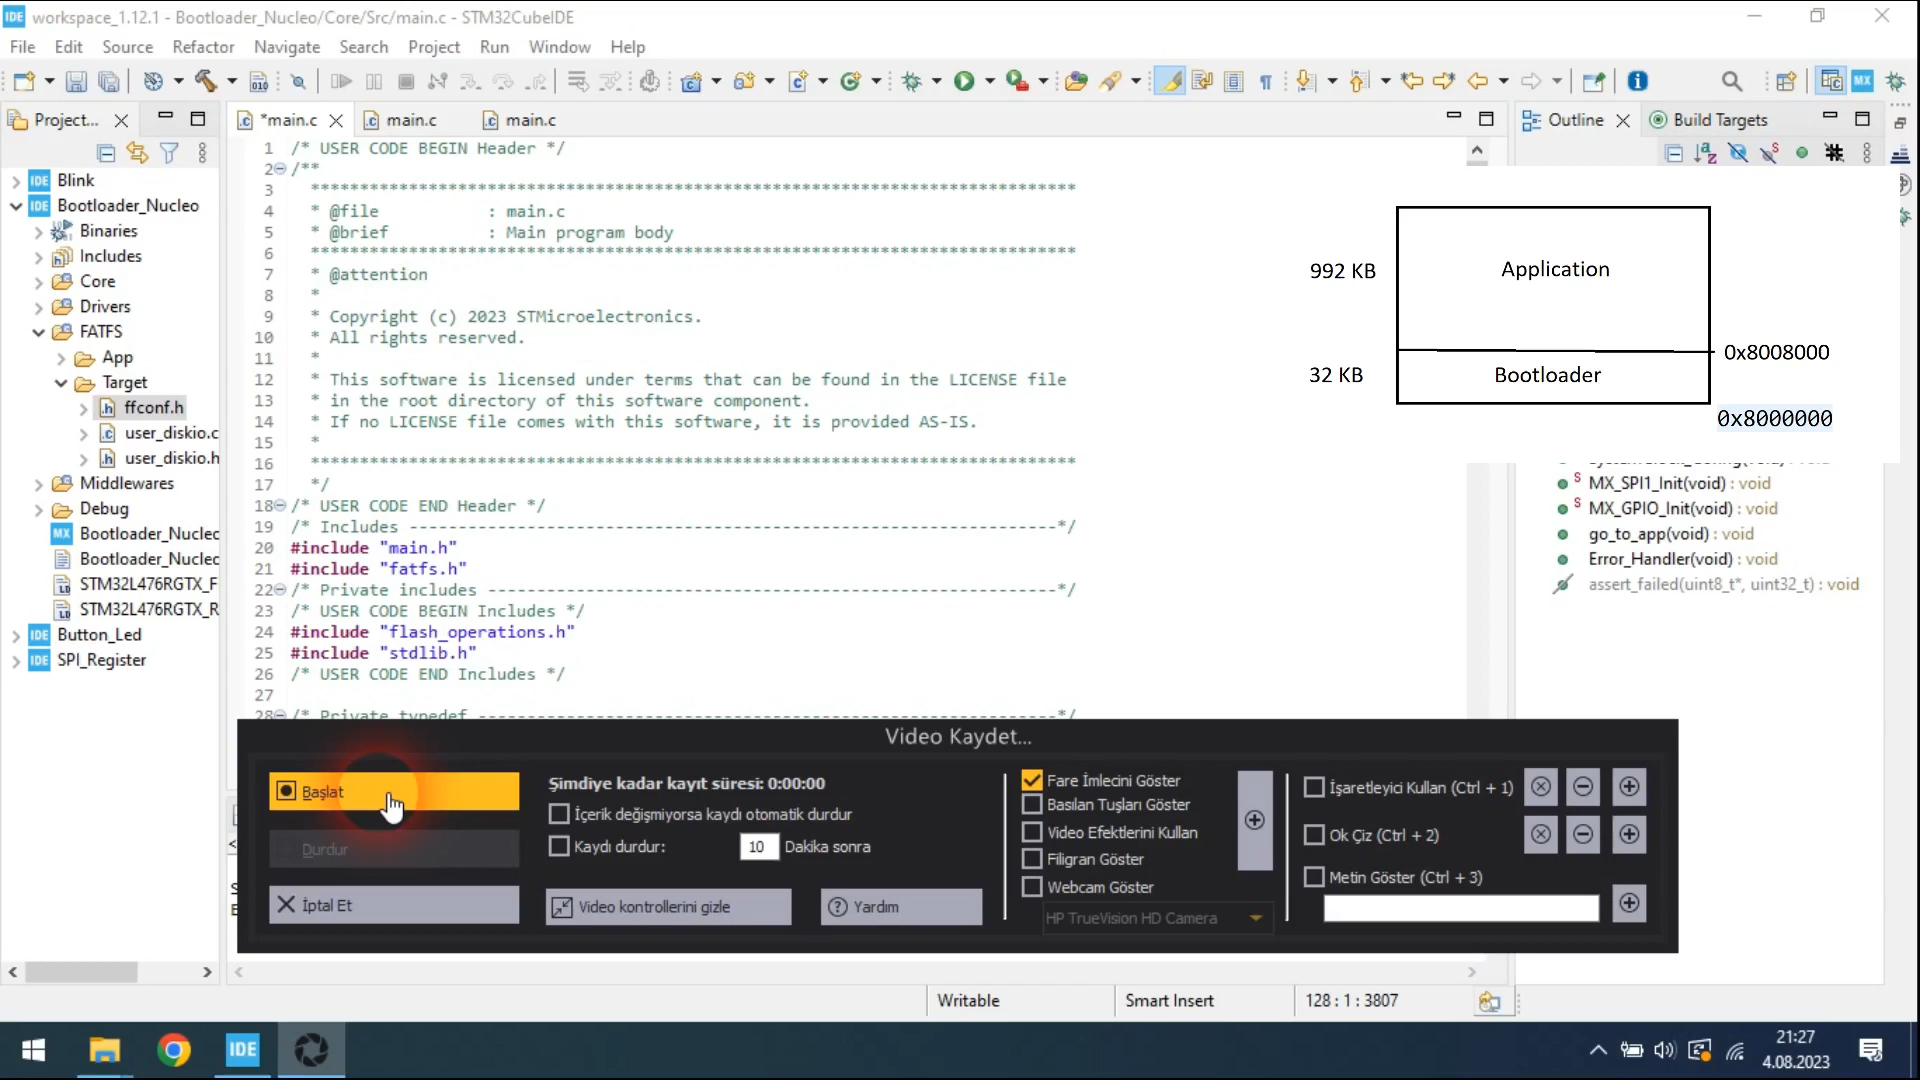 IDE workspace_1.12.1 - Bootloader_Nucleo/Core/Src/main.c - STM32CubeIDE
File Edit Source Refactor Navigate Search Project Run Window Help
Project...
*main.c
main.c
main.c
Outline
Build Targets
Blink
Bootloader_Nucleo
Binaries
Includes
Core
Drivers
FATFS
App
Target
ffconf.h
user_diskio.c
user_diskio.h
Middlewares
Debug
Bootloader_Nuclec
Bootloader_Nuclec
STM32L476RGTX_F
STM32L476RGTX_R
Button_Led
SPI_Register
1 /* USER CODE BEGIN Header */
2 /**
3 ******************************************************************************
4 * @file : main.c
5 * @brief : Main program body
6 ******************************************************************************
7 * @attention
8 *
9 * Copyright (c) 2023 STMicroelectronics.
10 * All rights reserved.
11 *
12 * This software is licensed under terms that can be found in the LICENSE file
13 * in the root directory of this software component.
14 * If no LICENSE file comes with this software, it is provided AS-IS.
15 *
16 ******************************************************************************
17 */
18 /* USER CODE END Header */
19 /* Includes ------------------------------------------------------------------*/
20 #include "main.h"
21 #include "fatfs.h"
22 /* Private includes ----------------------------------------------------------*/
23 /* USER CODE BEGIN Includes */
24 #include "flash_operations.h"
25 #include "stdlib.h"
26 /* USER CODE END Includes */
27
28 /* Private typedef -----------------------------------------------------------*/
992 KB
Application
0x8008000
32 KB
Bootloader
0x8000000
MX_SPI1_Init(void) : void
MX_GPIO_Init(void) : void
go_to_app(void) : void
Error_Handler(void) : void
assert_failed(uint8_t*, uint32_t) : void
Video Kaydet...
Başlat
Durdur
İptal Et
Şimdiye kadar kayıt süresi: 0:00:00
İçerik değişmiyorsa kaydı otomatik durdur
Kaydı durdur: 10 Dakika sonra
Video kontrollerini gizle
Yardım
Fare İmlecini Göster
Basılan Tuşları Göster
Video Efektlerini Kullan
Filigran Göster
Webcam Göster
HP TrueVision HD Camera
İşaretleyici Kullan (Ctrl + 1)
Ok Çiz (Ctrl + 2)
Metin Göster (Ctrl + 3)
Writable
Smart Insert
128 : 1 : 3807
IDE
21:27
4.08.2023